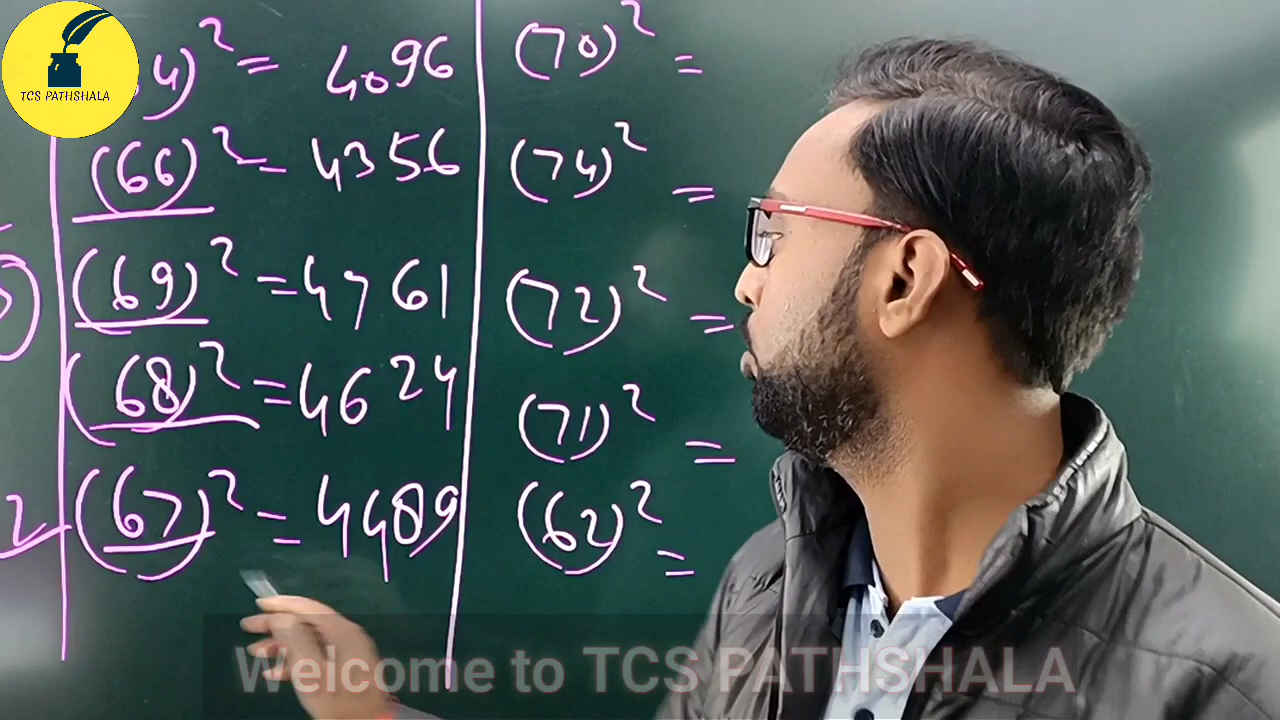 TCS PATHSHALA
4)² = 4096
(66)² = 4356
(69)² = 4761
(68)² = 4624
2 (67)² = 4489
(70)² =
(74)² =
(72)² =
(71)² =
(62)² =
Welcome to TCS PATHSHALA